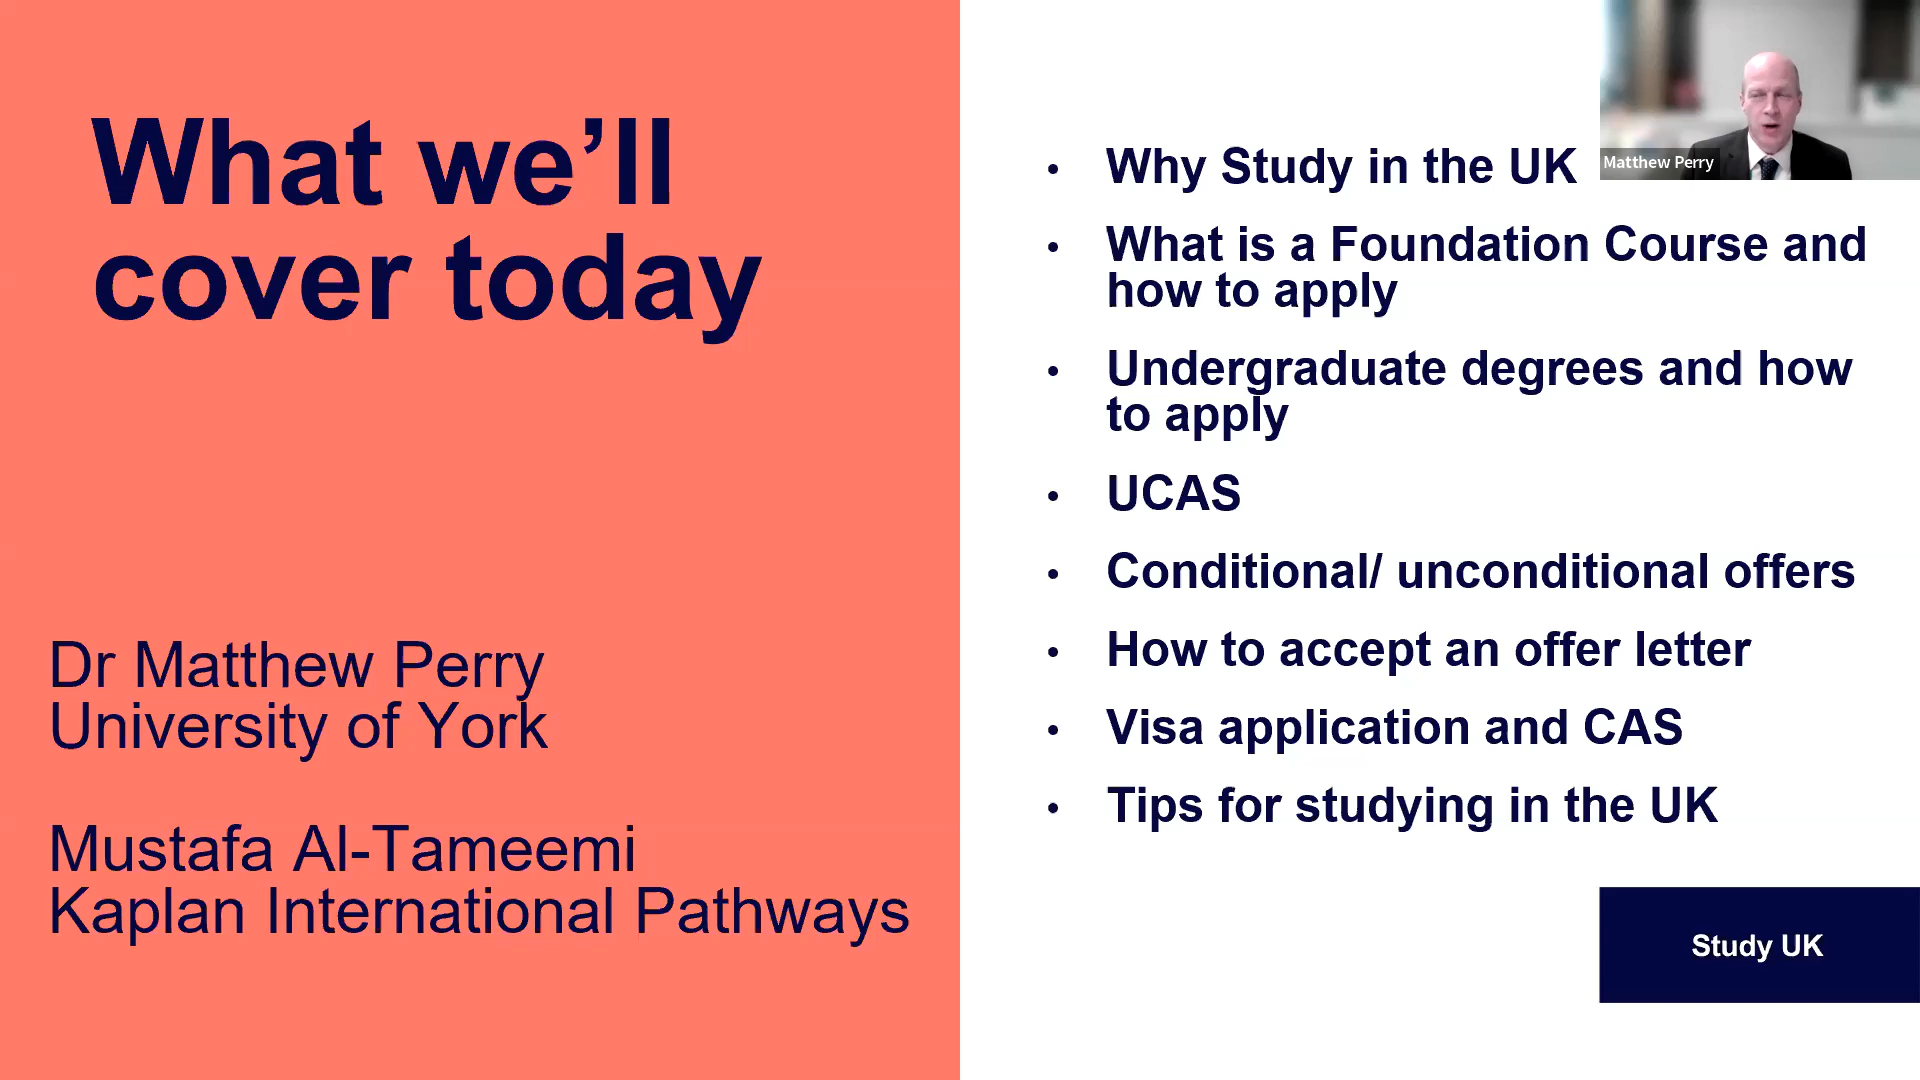 What we’ll
cover today
Dr Matthew Perry
University of York
Mustafa Al-Tameemi
Kaplan International Pathways
• Why Study in the UK
• What is a Foundation Course and
how to apply
• Undergraduate degrees and how
to apply
• UCAS
• Conditional/ unconditional offers
• How to accept an offer letter
• Visa application and CAS
• Tips for studying in the UK
Matthew Perry
Study UK